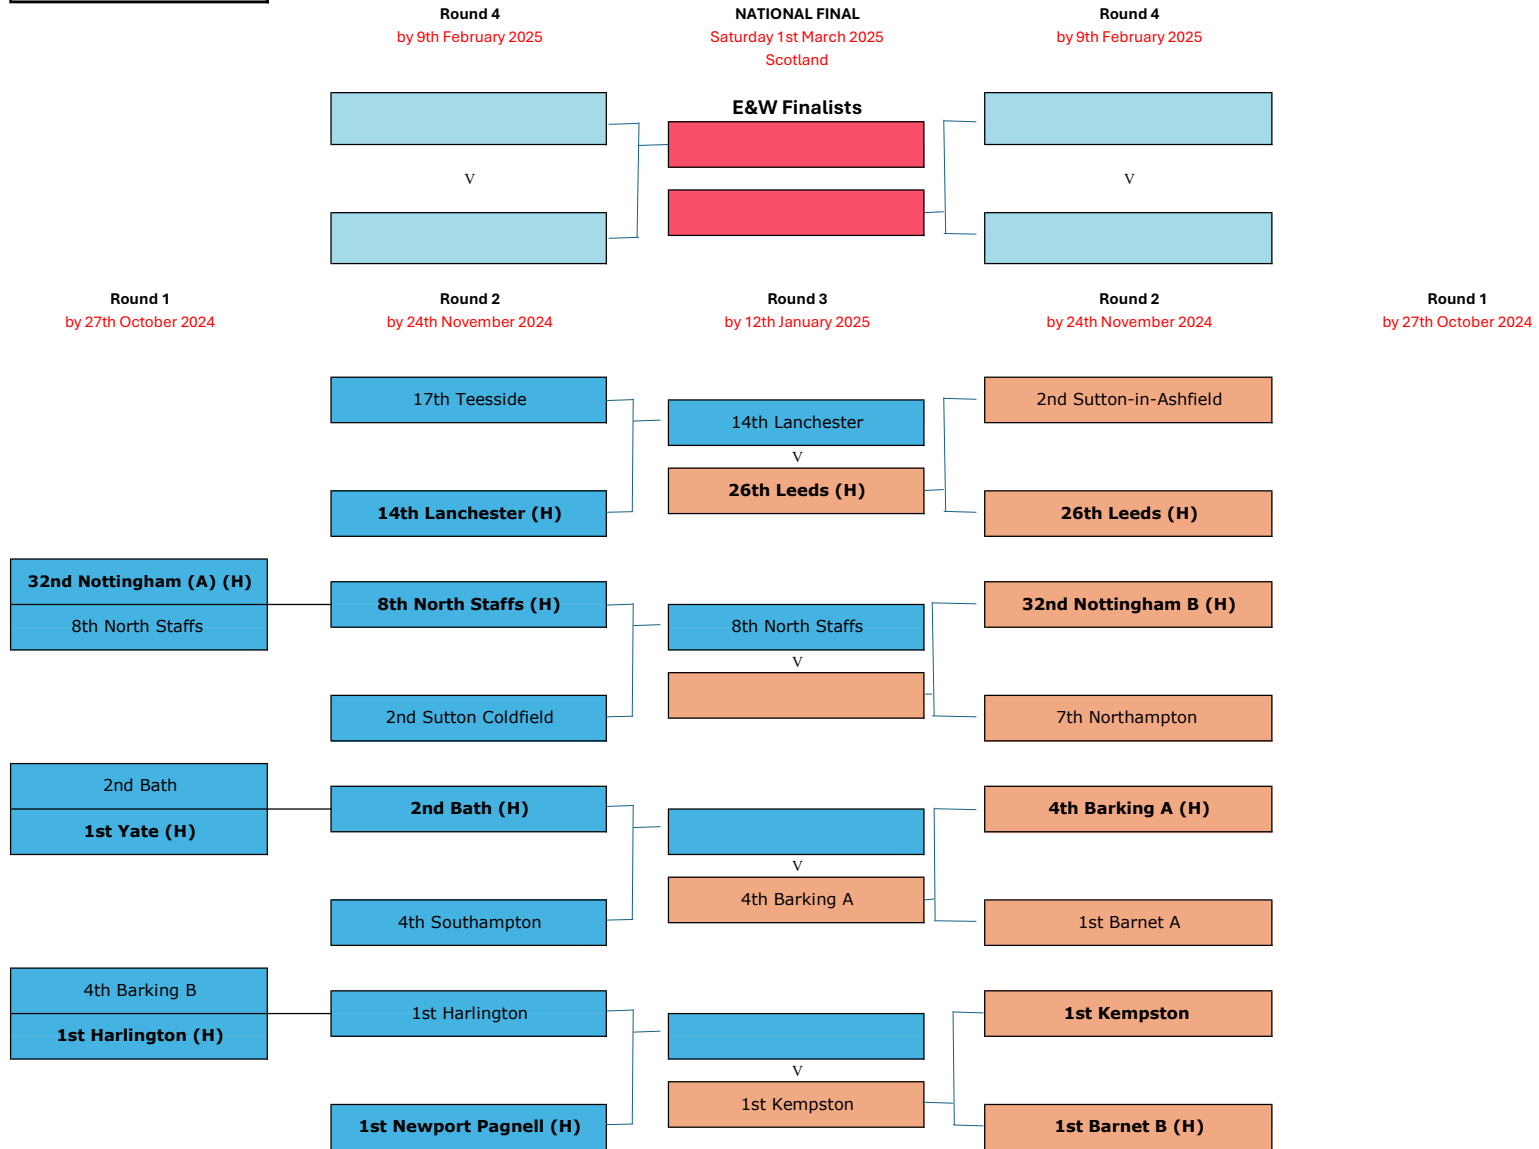 Round 4
by 9th February 2025
NATIONAL FINAL
Saturday 1st March 2025
Scotland
Round 4
by 9th February 2025
E&W Finalists
V
V
Round 1
by 27th October 2024
Round 2
by 24th November 2024
Round 3
by 12th January 2025
Round 2
by 24th November 2024
Round 1
by 27th October 2024
17th Teesside
14th Lanchester
2nd Sutton-in-Ashfield
V
14th Lanchester (H)
26th Leeds (H)
26th Leeds (H)
32nd Nottingham (A) (H)
8th North Staffs
8th North Staffs (H)
8th North Staffs
32nd Nottingham B (H)
V
2nd Sutton Coldfield
7th Northampton
2nd Bath
1st Yate (H)
2nd Bath (H)
4th Barking A (H)
V
4th Southampton
4th Barking A
1st Barnet A
4th Barking B
1st Harlington (H)
1st Harlington
1st Kempston
V
1st Newport Pagnell (H)
1st Kempston
1st Barnet B (H)